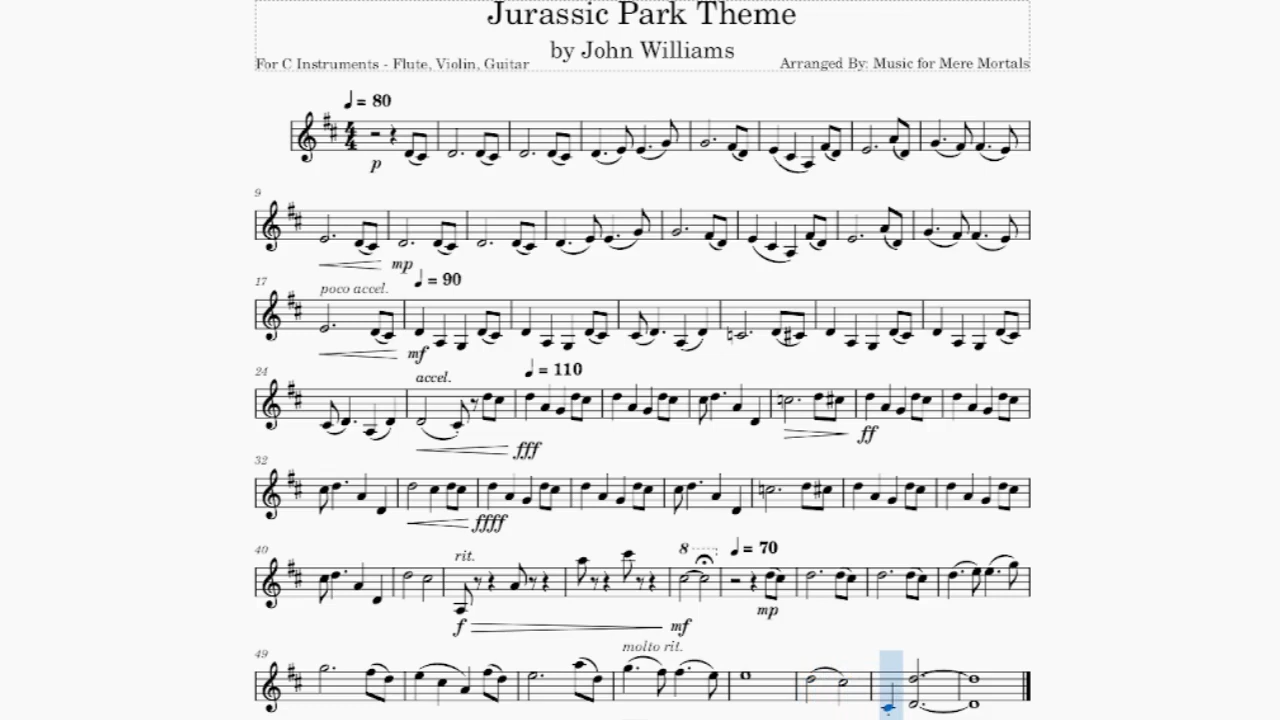 Jurassic Park Theme
by John Williams
For C Instruments - Flute, Violin, Guitar
Arranged By: Music for Mere Mortals
= 80
4
4
p
9
mp
17
poco accel.
= 90
mf
24
accel.
= 110
fff
ff
32
ffff
40
rit.
8
= 70
f
mf
mp
49
molto rit.